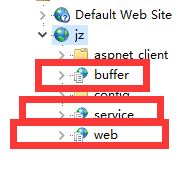 Default Web Site
jz
aspnet_client
buffer
config
service
web